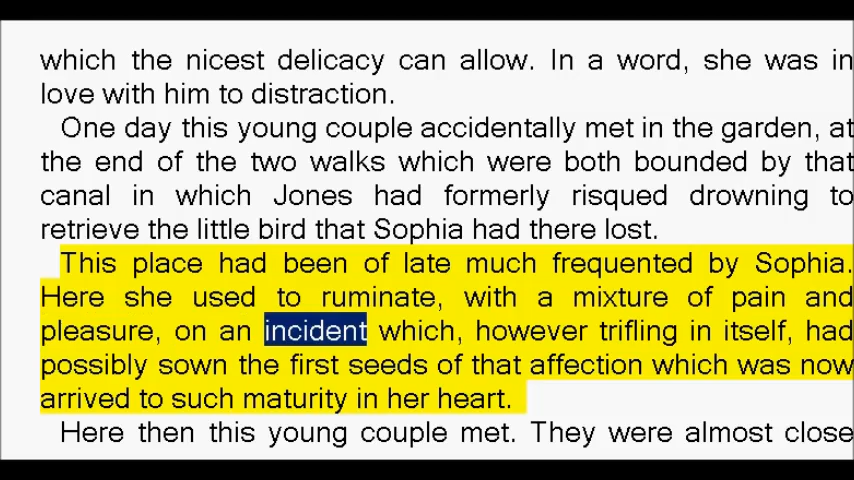 which the nicest delicacy can allow. In a word, she was in
love with him to distraction.
One day this young couple accidentally met in the garden, at
the end of the two walks which were both bounded by that
canal in which Jones had formerly risqued drowning to
retrieve the little bird that Sophia had there lost.
This place had been of late much frequented by Sophia.
Here she used to ruminate, with a mixture of pain and
pleasure, on an incident which, however trifling in itself, had
possibly sown the first seeds of that affection which was now
arrived to such maturity in her heart.
Here then this young couple met. They were almost close